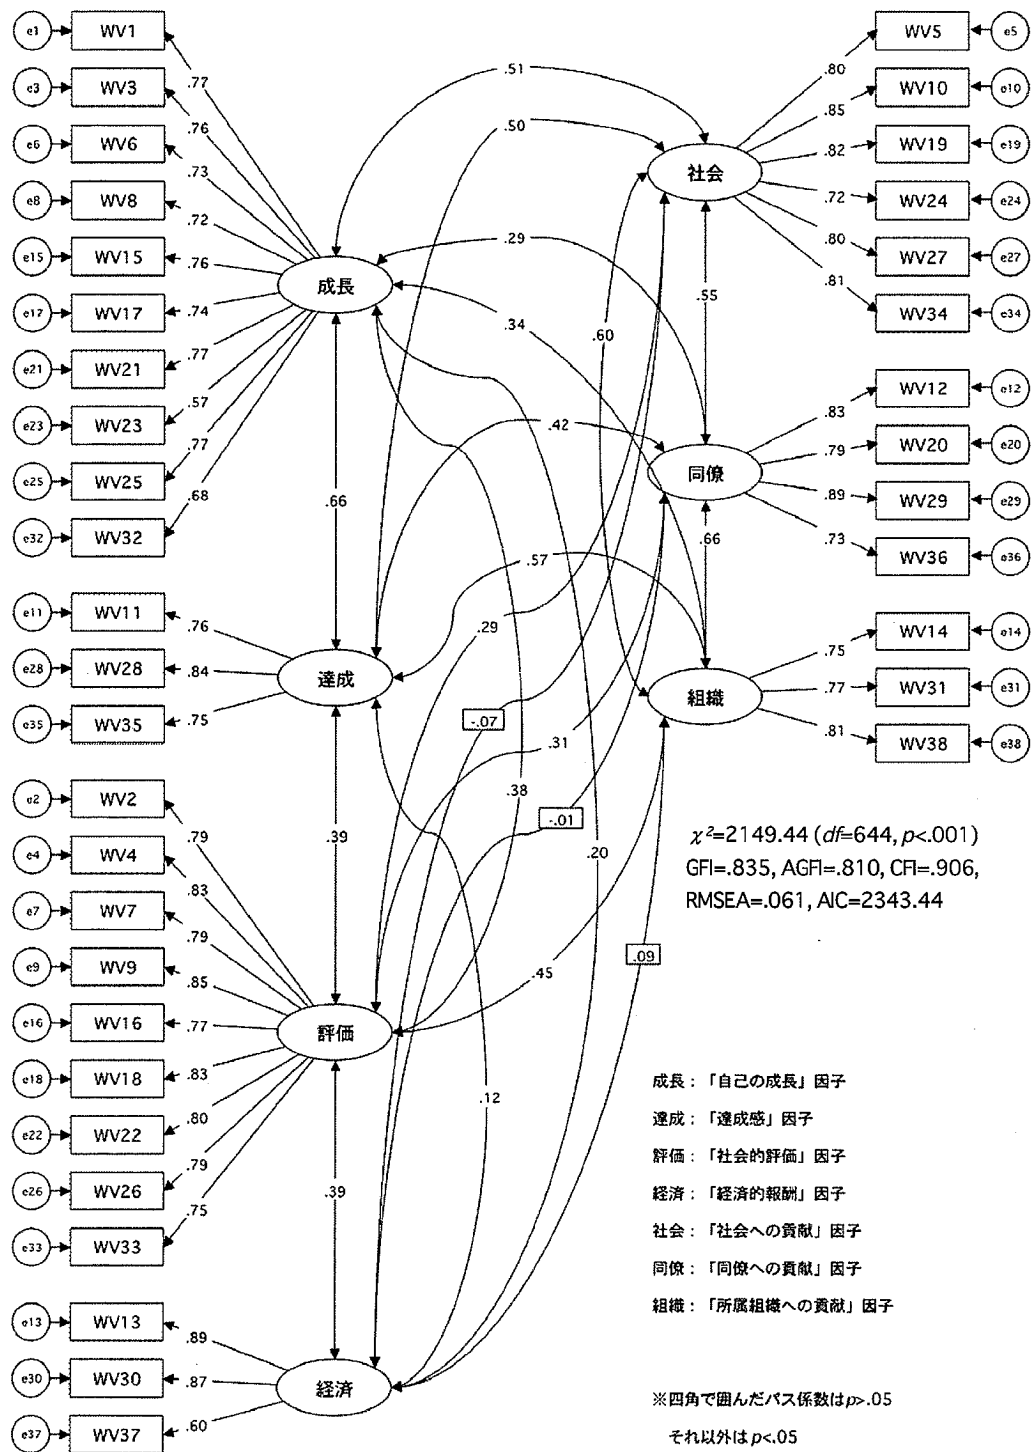 e1 WV1
e3 WV3
e6 WV6
e8 WV8
e15 WV15
e17 WV17
e21 WV21
e23 WV23
e25 WV25
e32 WV32
.77
.76
.73
.72
.76
.74
.77
.57
.77
.68
成長
e11 WV11
e28 WV28
e35 WV35
.76
.84
.75
達成
e2 WV2
e4 WV4
e7 WV7
e9 WV9
e16 WV16
e18 WV18
e22 WV22
e26 WV26
e33 WV33
.79
.83
.79
.85
.77
.83
.80
.79
.75
評価
e13 WV13
e30 WV30
e37 WV37
.89
.87
.60
経済
.51
.50
.29
.34
.60
.55
.42
.66
.57
.66
.29
-.07
.31
.38
-.01
.39
.20
.45
.09
.12
.39
社会
.80
.85
.82
.72
.80
.81
WV5 e5
WV10 e10
WV19 e19
WV24 e24
WV27 e27
WV34 e34
同僚
.83
.79
.89
.73
WV12 e12
WV20 e20
WV29 e29
WV36 e36
組織
.75
.77
.81
WV14 e14
WV31 e31
WV38 e38
χ²=2149.44 (df=644, p<.001)
GFI=.835, AGFI=.810, CFI=.906,
RMSEA=.061, AIC=2343.44
成長：「自己の成長」因子
達成：「達成感」因子
評価：「社会的評価」因子
経済：「経済的報酬」因子
社会：「社会への貢献」因子
同僚：「同僚への貢献」因子
組織：「所属組織への貢献」因子
※四角で囲んだパス係数はp>.05
それ以外はp<.05